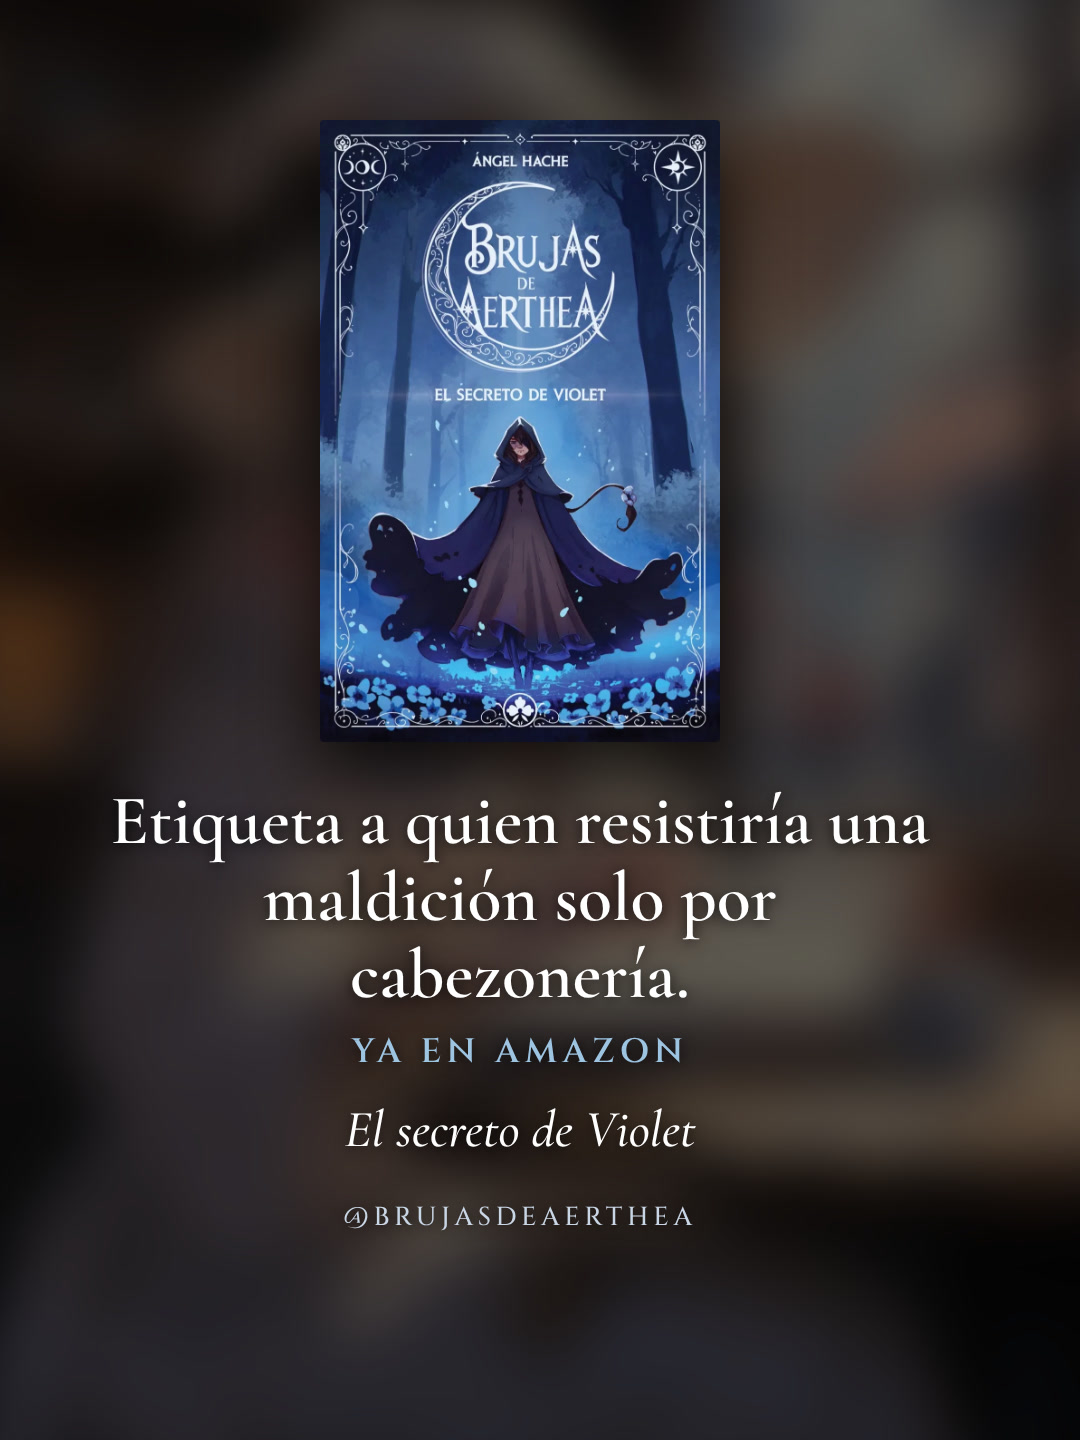 ÁNGEL HACHE
BRUJAS
DE
AERTHEA
EL SECRETO DE VIOLET
Etiqueta a quien resistiría una
maldición solo por
cabezonería.
YA EN AMAZON
El secreto de Violet
@BRUJASDEAERTHEA